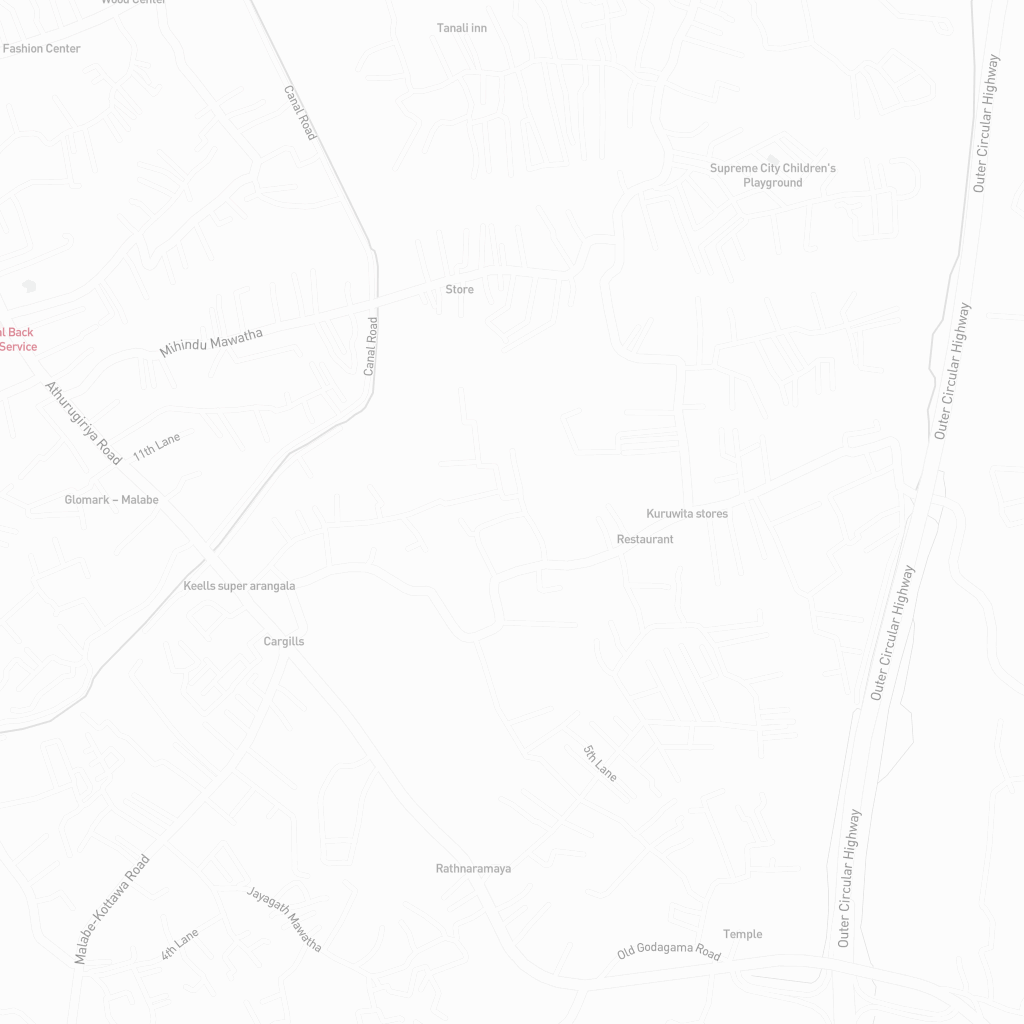 Wood Center
Tanali inn
Fashion Center
Canal Road
Outer Circular Highway
Supreme City Children's
Playground
Store
Back
Service
Mihindu Mawatha
Canal Road
Outer Circular Highway
Athurugiriya Road
11th Lane
Glomark – Malabe
Kuruwita stores
Restaurant
Keells super arangala
Outer Circular Highway
Cargills
5th Lane
Rathnaramaya
Outer Circular Highway
Malabe-Kottawa Road
Jayagath Mawatha
4th Lane
Temple
Old Godagama Road